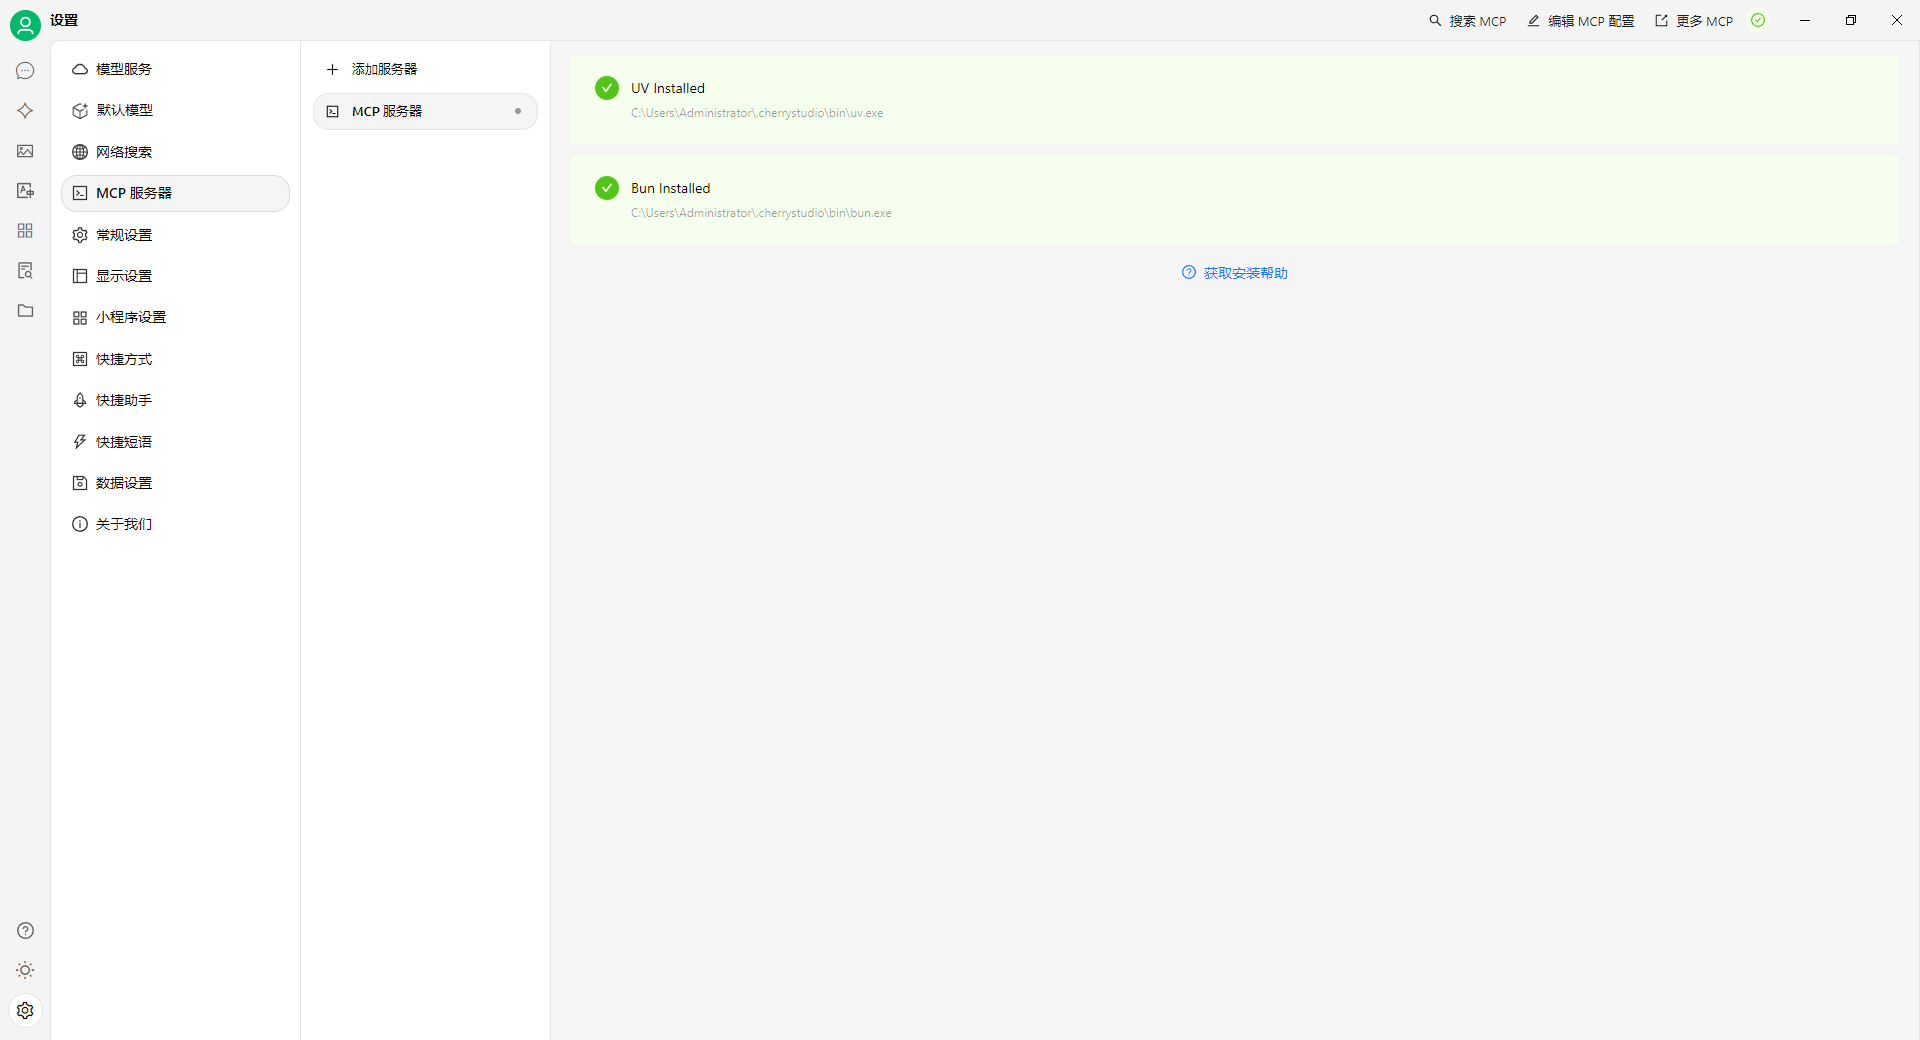 设置
搜索 MCP
编辑 MCP 配置
更多 MCP
模型服务
默认模型
网络搜索
MCP 服务器
常规设置
显示设置
小程序设置
快捷方式
快捷助手
快捷短语
数据设置
关于我们
添加服务器
MCP 服务器
UV Installed
C:\Users\Administrator\.cherrystudio\bin\uv.exe
Bun Installed
C:\Users\Administrator\.cherrystudio\bin\bun.exe
获取安装帮助